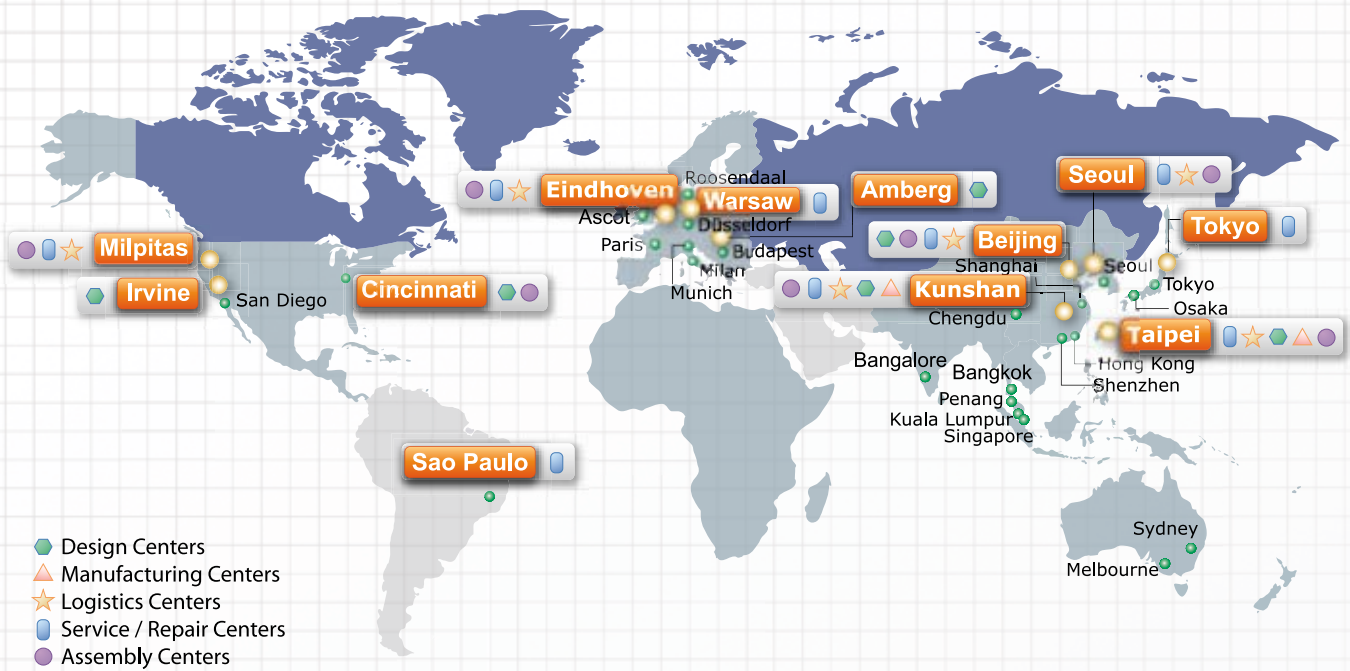 Roosendaal
Eindhoven
Warsaw
Amberg
Seoul
Ascot
Düsseldorf
Tokyo
Milpitas
Paris
Budapest
Beijing
Shanghai
Seoul
Milan
Irvine
San Diego
Cincinnati
Munich
Kunshan
Tokyo
Osaka
Chengdu
Taipei
Bangalore
Hong Kong
Bangkok
Shenzhen
Penang
Kuala Lumpur
Singapore
Sao Paulo
Sydney
Melbourne
Design Centers
Manufacturing Centers
Logistics Centers
Service / Repair Centers
Assembly Centers